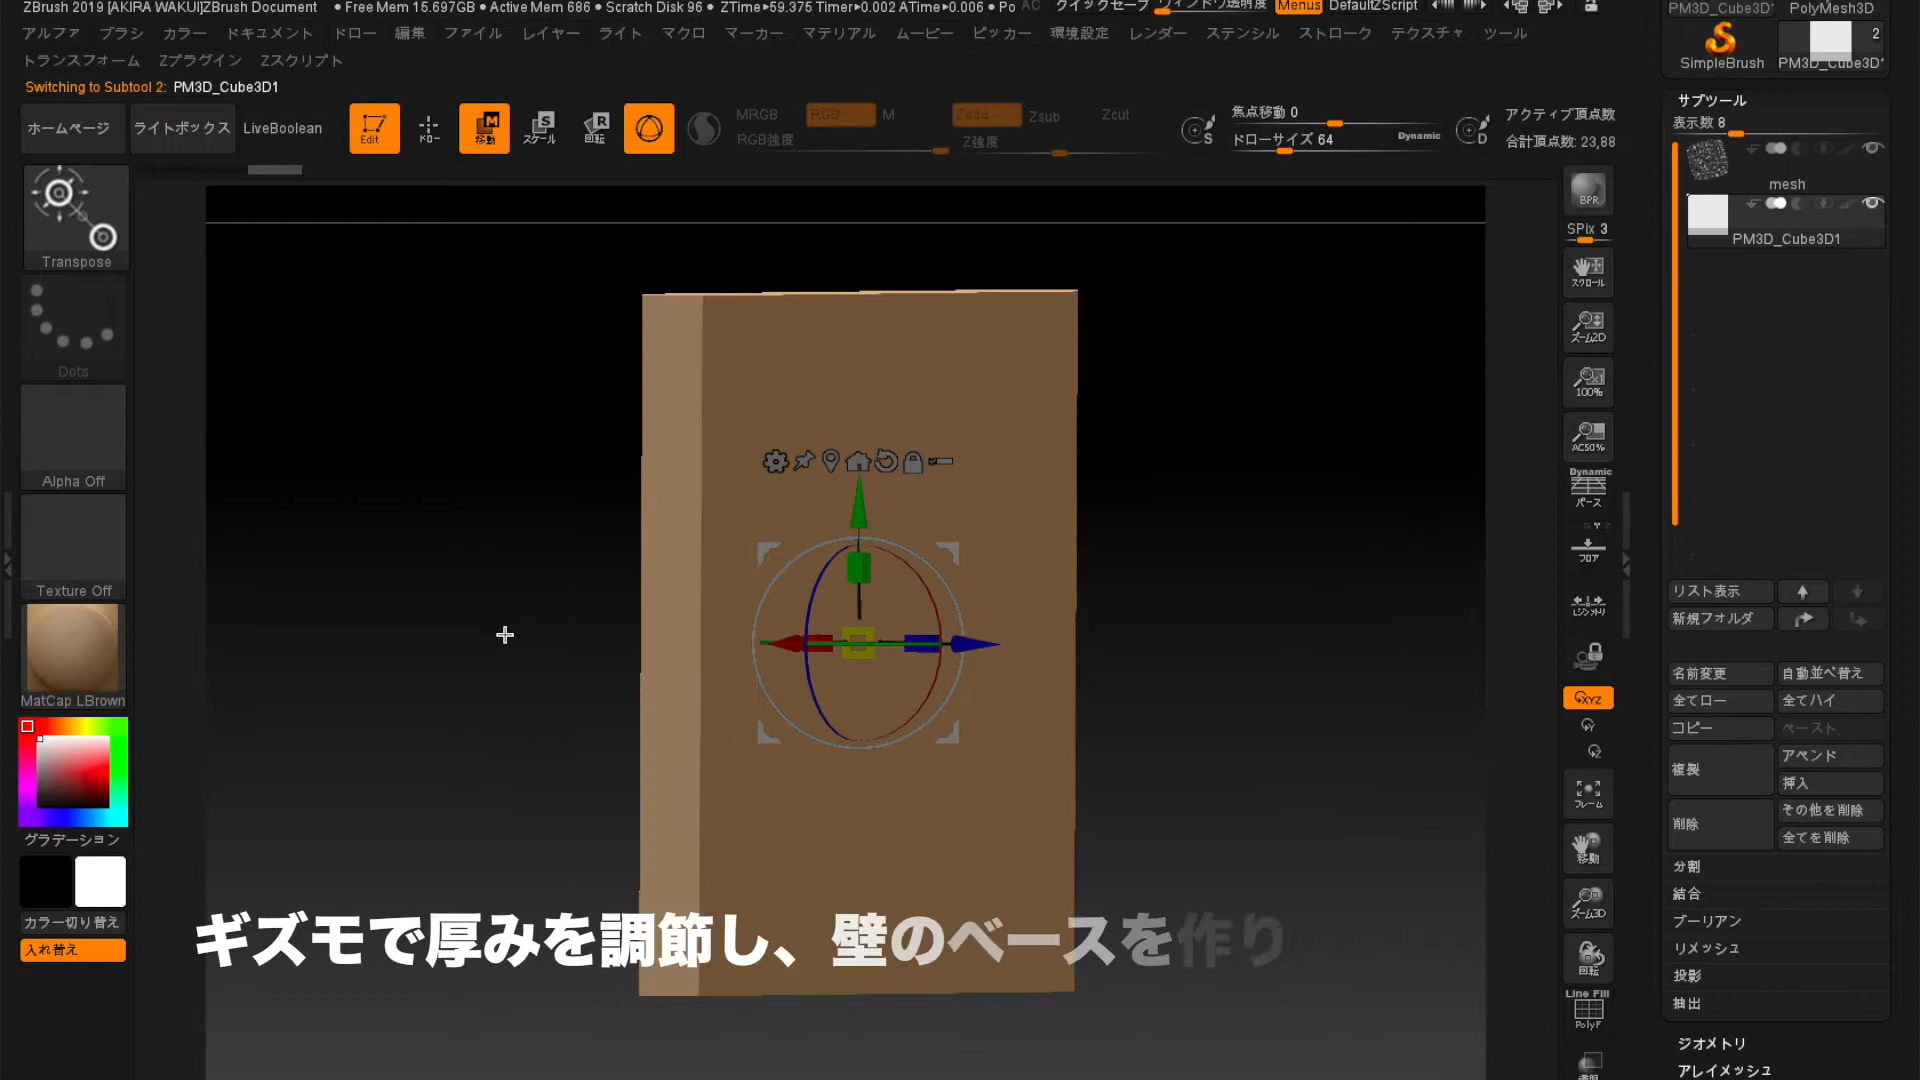 ZBrush 2019 [AKIRA WAKUI]ZBrush Document • Free Mem 15.697GB • Active Mem 686 • Scratch Disk 96 • ZTime▸59.375 Timer▸0.002 ATime▸0.006 • Po AC クイックセーブ ウィンドウ透明度 Menus DefaultZScript
アルファ ブラシ カラー ドキュメント ドロー 編集 ファイル レイヤー ライト マクロ マーカー マテリアル ムービー ピッカー 環境設定 レンダー ステンシル ストローク テクスチャ ツール
トランスフォーム Zプラグイン Zスクリプト
Switching to Subtool 2: PM3D_Cube3D1
ホームページ ライトボックス LiveBoolean
Edit ドロー 移動 スケール 回転
MRGB RGB M Zadd Zsub Zcut
RGB強度 Z強度
焦点移動 0
ドローサイズ 64 Dynamic
アクティブ頂点数
合計頂点数: 23,88
Transpose
Dots
Alpha Off
Texture Off
MatCap LBrown
グラデーション
カラー切り替え
入れ替え
BPR
SPix 3
スクロール
ズーム2D
100%
AC50%
Dynamic
パース
フロア
XYZ
Y
Z
フレーム
移動
ズーム3D
回転
Line Fill
PolyF
透明
PM3D_Cube3D1 PolyMesh3D
2
SimpleBrush PM3D_Cube3D1
サブツール
表示数 8
mesh
PM3D_Cube3D1
リスト表示
新規フォルダ
名前変更 自動並べ替え
全てロー 全てハイ
コピー ペースト
複製 アペンド
挿入
削除 その他を削除
全てを削除
分割
結合
ブーリアン
リメッシュ
投影
抽出
ジオメトリ
アレイメッシュ
ギズモで厚みを調節し、壁のベースを作り